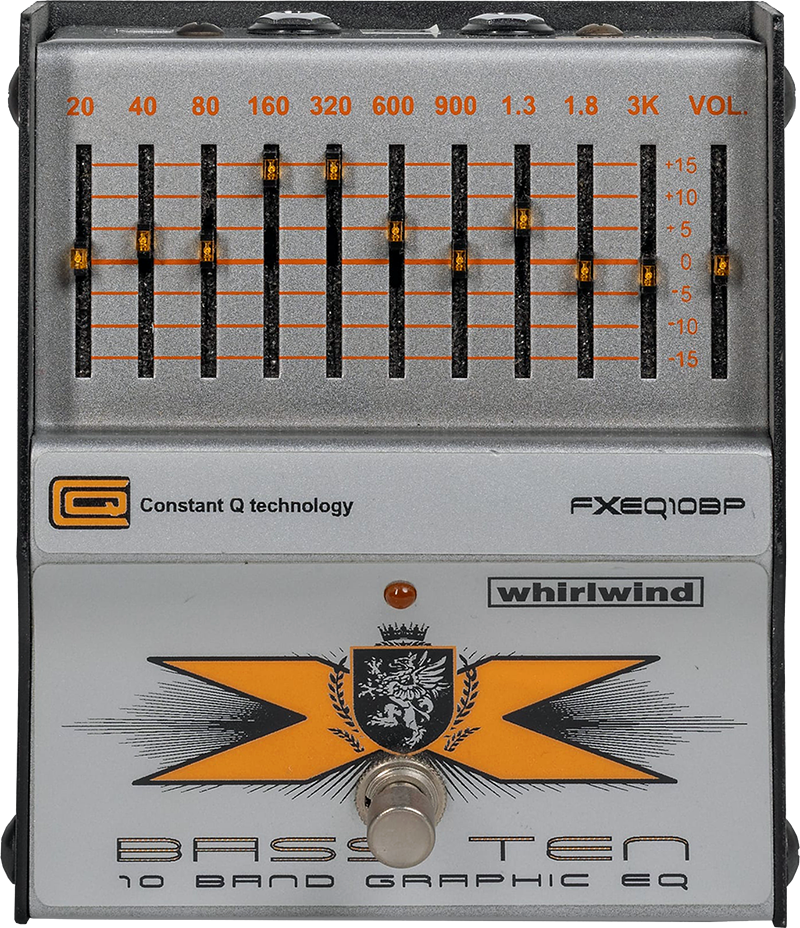 20 40 80 160 320 600 900 1.3 1.8 3K VOL.
+15
+10
+5
0
-5
-10
-15
Constant Q technology FXEQ10BP
whirlwind
BASS TEN
10 BAND GRAPHIC EQ